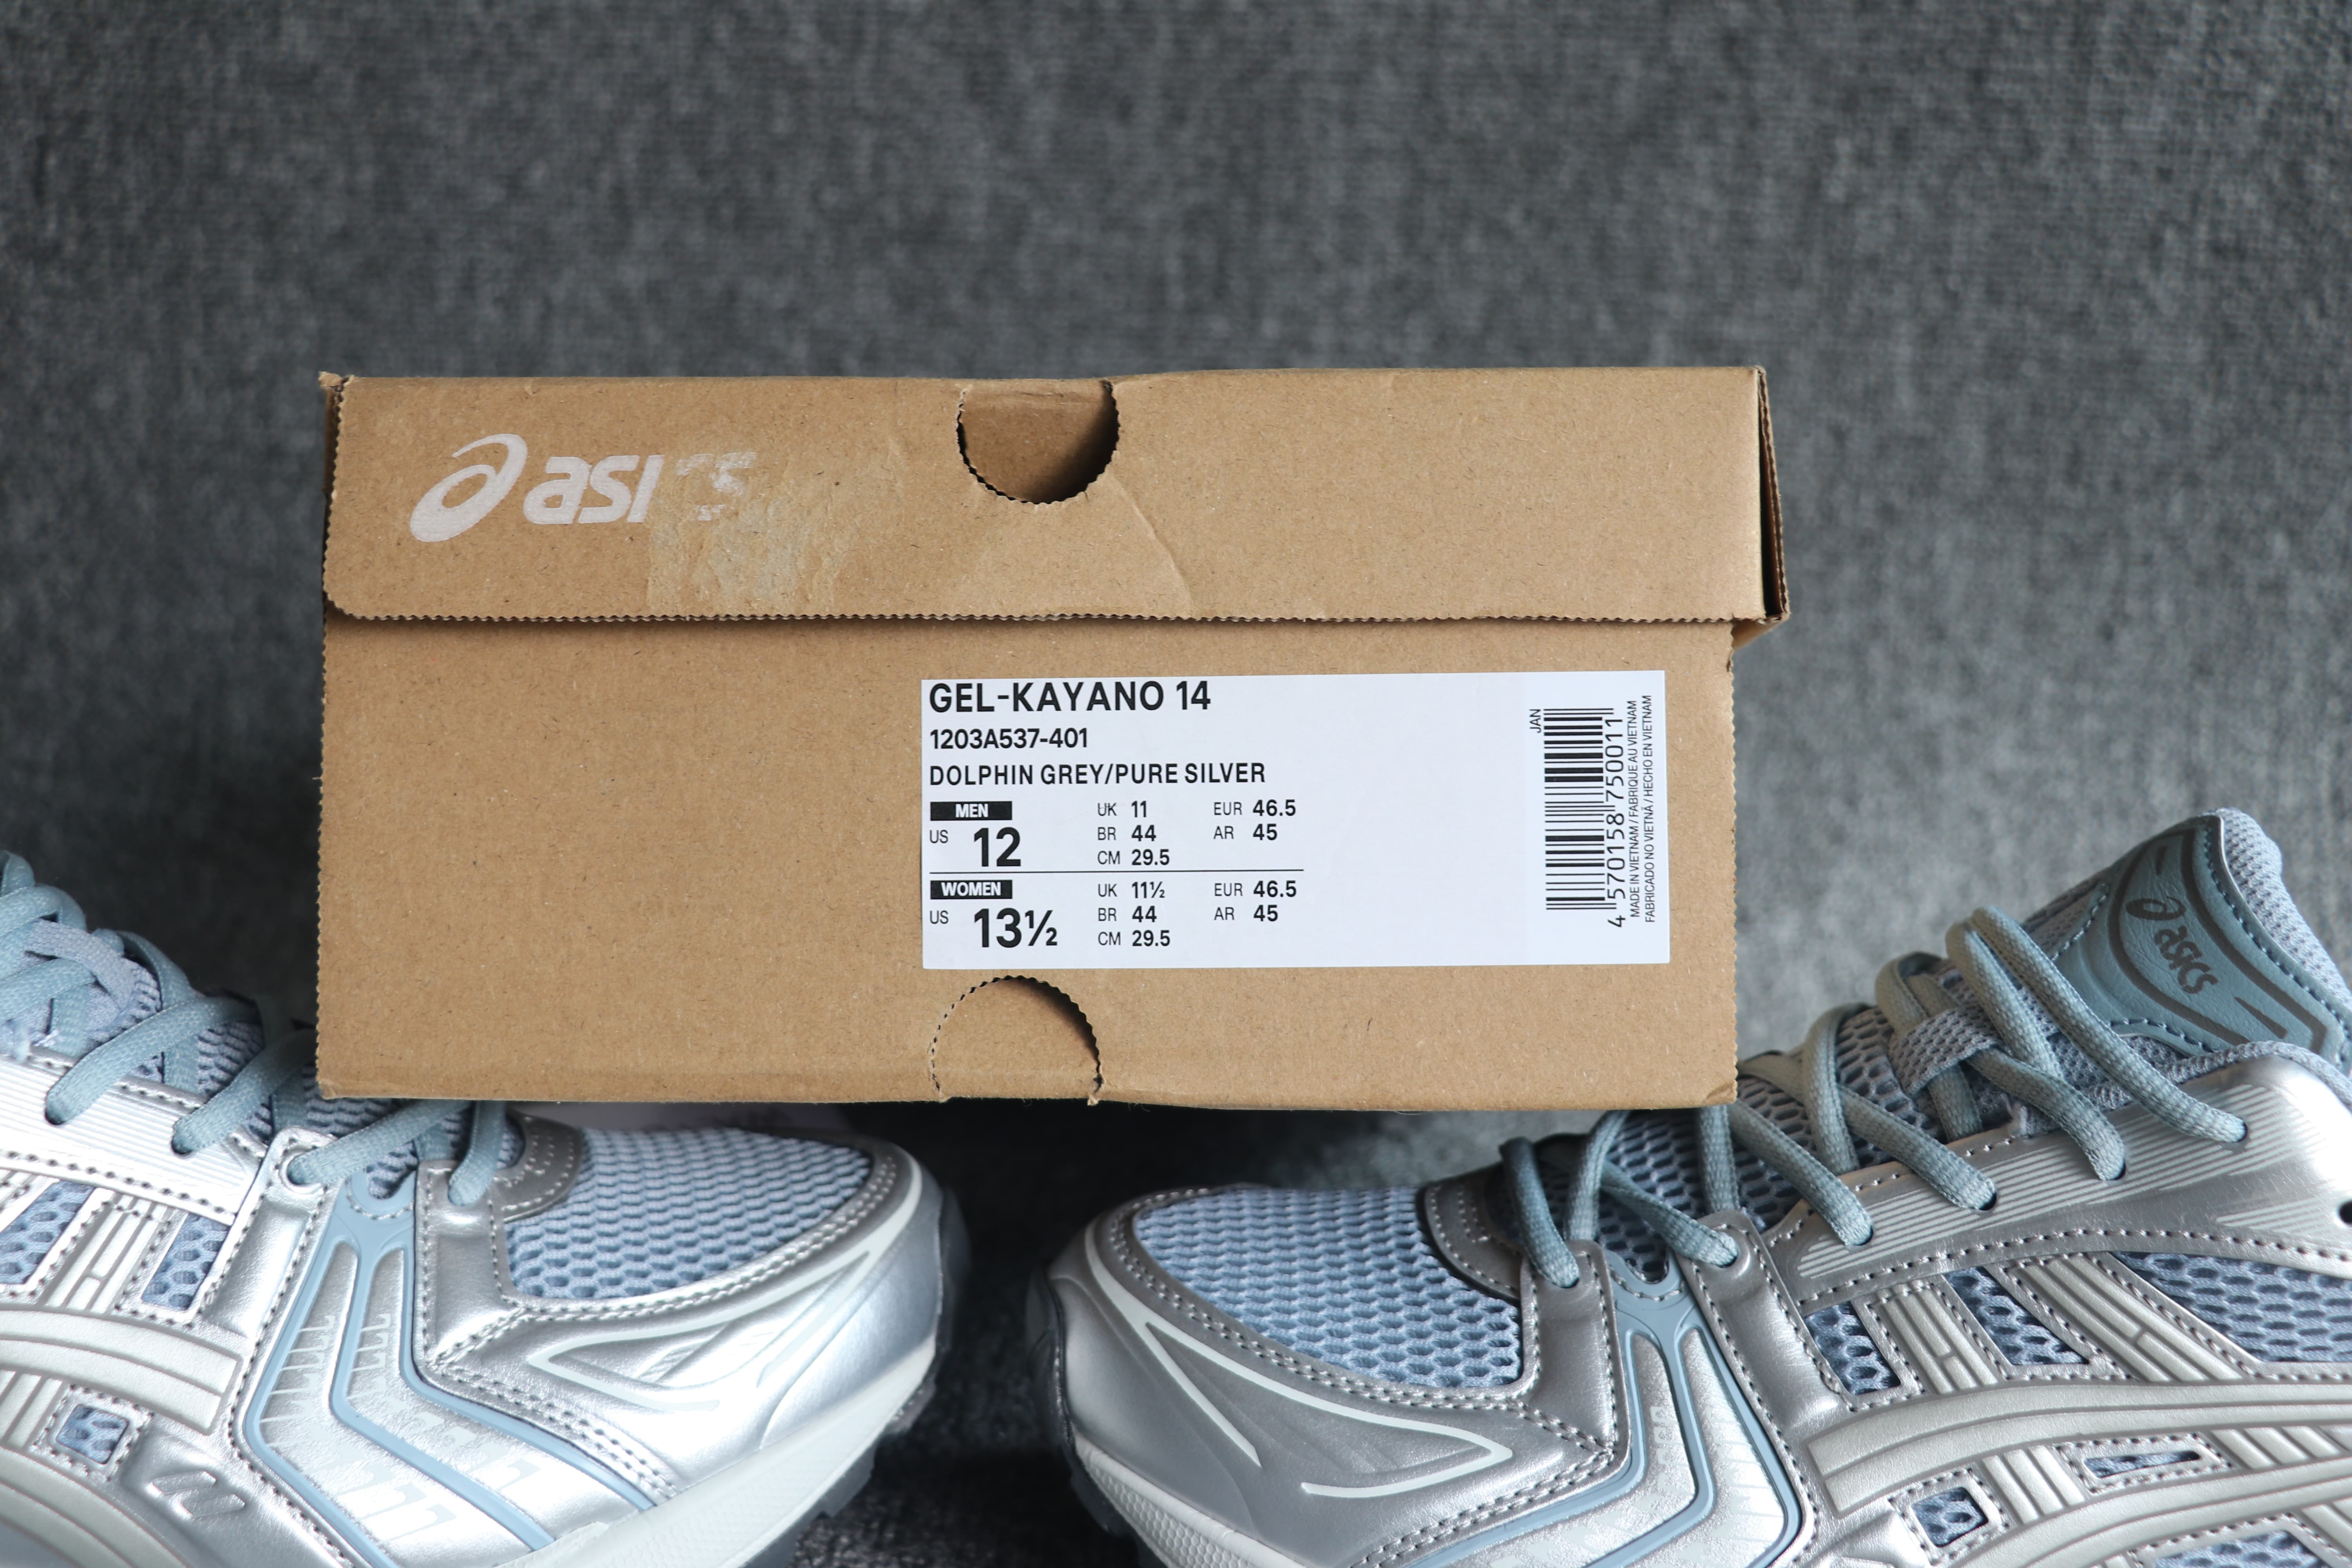 asics
GEL-KAYANO 14
1203A537-401
DOLPHIN GREY/PURE SILVER
MEN
US 12
UK 11 EUR 46.5
BR 44 AR 45
CM 29.5
WOMEN
US 13½
UK 11½ EUR 46.5
BR 44 AR 45
CM 29.5
JAN
4 570158 750011
MADE IN VIETNAM / FABRIQUE AU VIETNAM
FABRICADO NO VIETNÃ / HECHO EN VIETNAM
asics